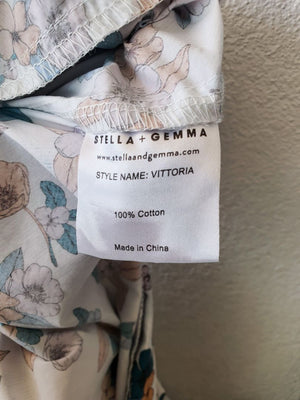 STELLA + GEMMA
www.stellaandgemma.com
STYLE NAME: VITTORIA
100% Cotton
Made in China